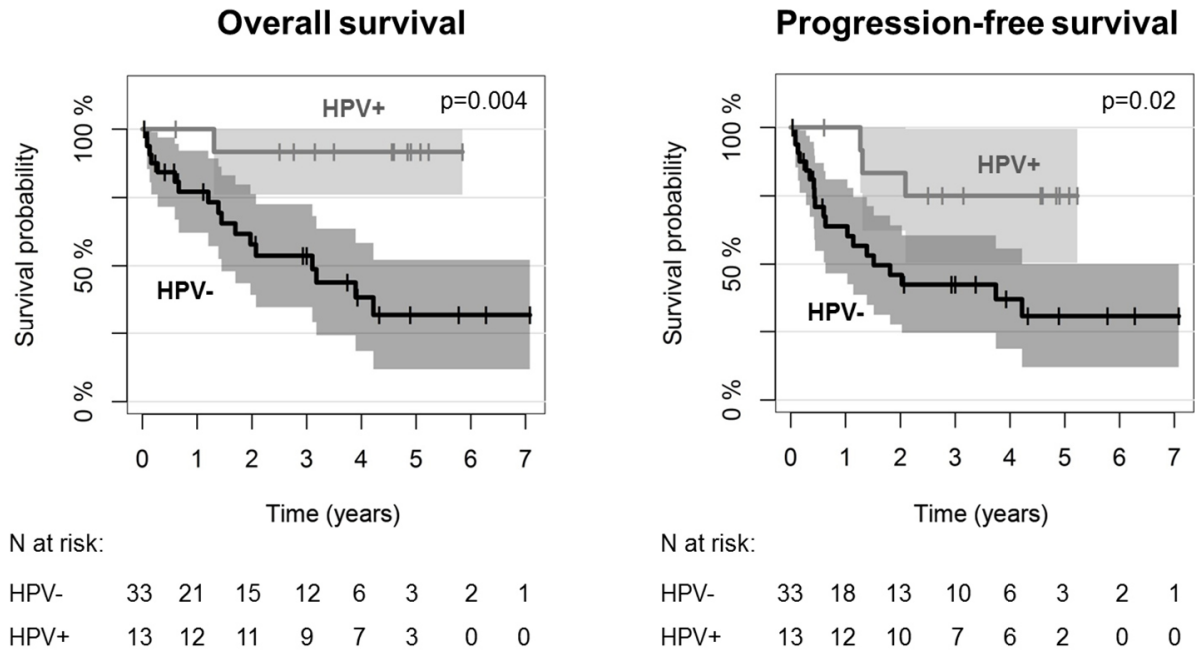 Overall survival
Progression-free survival
HPV+
p=0.004
HPV-
Survival probability
100 %
50 %
0 %
0 1 2 3 4 5 6 7
Time (years)
HPV+
p=0.02
HPV-
Survival probability
100 %
50 %
0 %
0 1 2 3 4 5 6 7
Time (years)
N at risk:
HPV- 33 21 15 12 6 3 2 1
HPV+ 13 12 11 9 7 3 0 0
N at risk:
HPV- 33 18 13 10 6 3 2 1
HPV+ 13 12 10 7 6 2 0 0